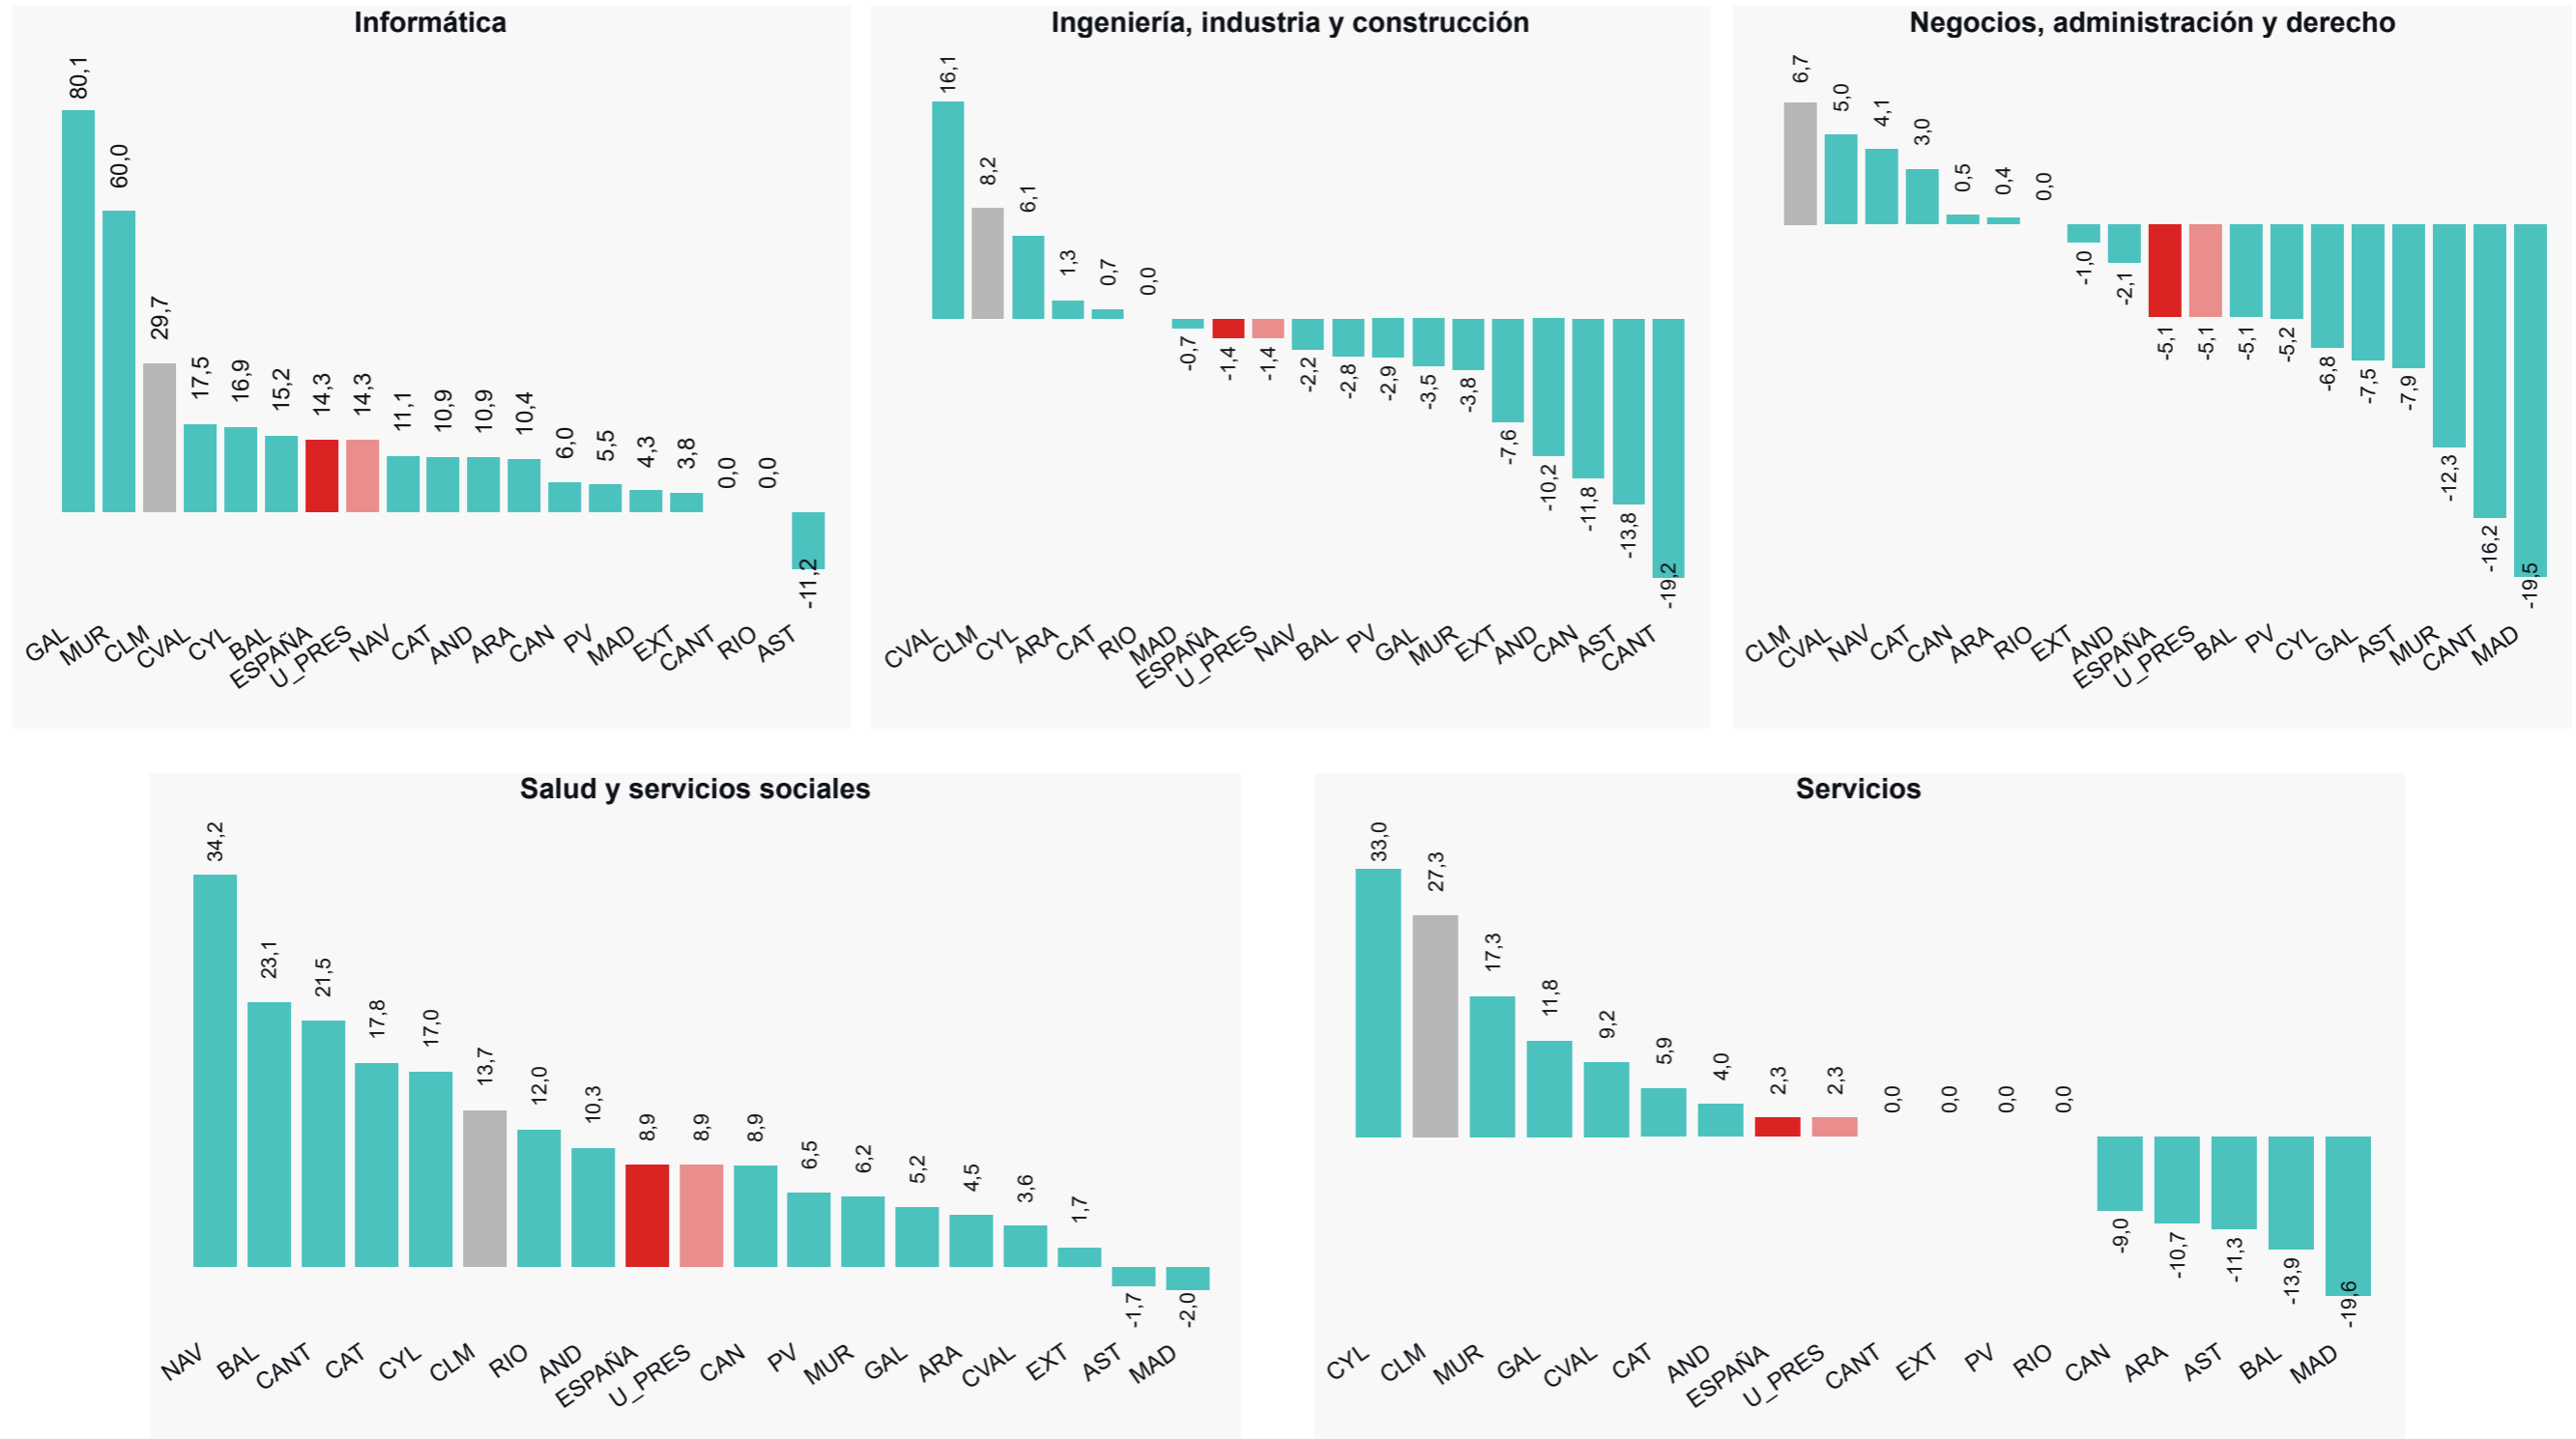 Informática
80,1
60,0
29,7
17,5
16,9
15,2
14,3
14,3
11,1
10,9
10,9
10,4
6,0
5,5
4,3
3,8
0,0
0,0
-11,2
GAL
MUR
CLM
CVAL
CYL
BAL
ESPAÑA
U_PRES
NAV
CAT
AND
ARA
CAN
PV
MAD
EXT
CANT
RIO
AST
Ingeniería, industria y construcción
16,1
8,2
6,1
1,3
0,7
0,0
-0,7
-1,4
-1,4
-2,2
-2,8
-2,9
-3,5
-3,8
-7,6
-10,2
-11,8
-13,8
-19,2
CVAL
CLM
CYL
ARA
CAT
RIO
MAD
ESPAÑA
U_PRES
NAV
BAL
PV
GAL
MUR
EXT
AND
CAN
AST
CANT
Negocios, administración y derecho
6,7
5,0
4,1
3,0
0,5
0,4
0,0
-1,0
-2,1
-5,1
-5,1
-5,1
-5,2
-6,8
-7,5
-7,9
-12,3
-16,2
-19,5
CLM
CVAL
NAV
CAT
CAN
ARA
RIO
EXT
AND
ESPAÑA
U_PRES
BAL
PV
CYL
GAL
AST
MUR
CANT
MAD
Salud y servicios sociales
34,2
23,1
21,5
17,8
17,0
13,7
12,0
10,3
8,9
8,9
8,9
6,5
6,2
5,2
4,5
3,6
1,7
-1,7
-2,0
NAV
BAL
CANT
CAT
CYL
CLM
RIO
AND
ESPAÑA
U_PRES
CAN
PV
MUR
GAL
ARA
CVAL
EXT
AST
MAD
Servicios
33,0
27,3
17,3
11,8
9,2
5,9
4,0
2,3
2,3
0,0
0,0
0,0
0,0
-9,0
-10,7
-11,3
-13,9
-19,6
CYL
CLM
MUR
GAL
CVAL
CAT
AND
ESPAÑA
U_PRES
CANT
EXT
PV
RIO
CAN
ARA
AST
BAL
MAD